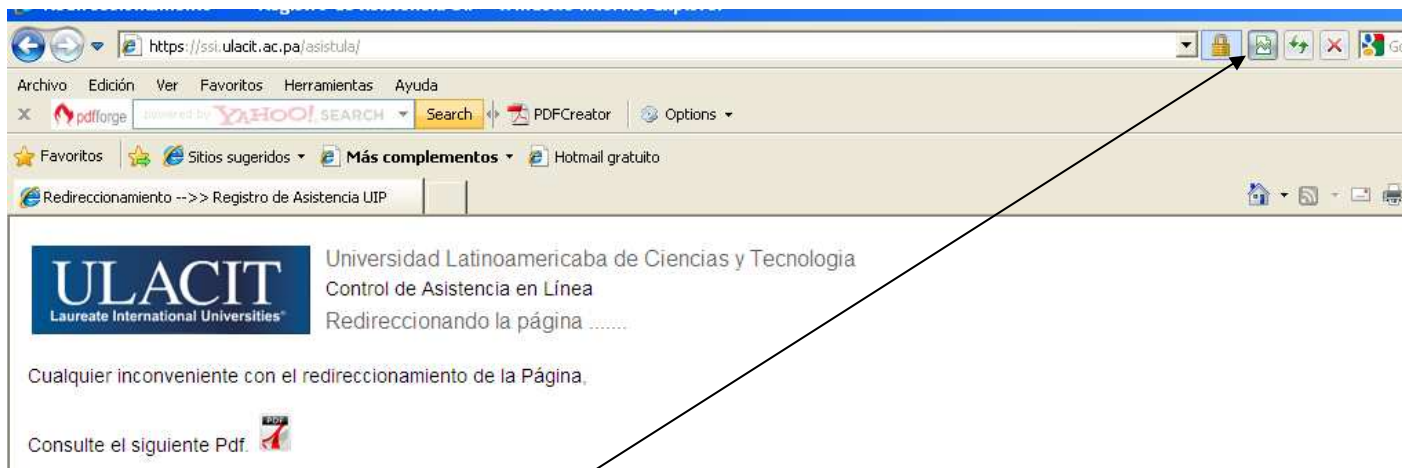 https://ssi.ulacit.ac.pa/asistula/
Archivo Edición Ver Favoritos Herramientas Ayuda
x pdfforge powered by YAHOO! SEARCH Search PDFCreator Options
Favoritos Sitios sugeridos Más complementos Hotmail gratuito
Redireccionamiento -->> Registro de Asistencia UIP
ULACIT
Laureate International Universities®
Universidad Latinoamericaba de Ciencias y Tecnologia
Control de Asistencia en Línea
Redireccionando la página .......
Cualquier inconveniente con el redireccionamiento de la Página,
Consulte el siguiente Pdf. PDF